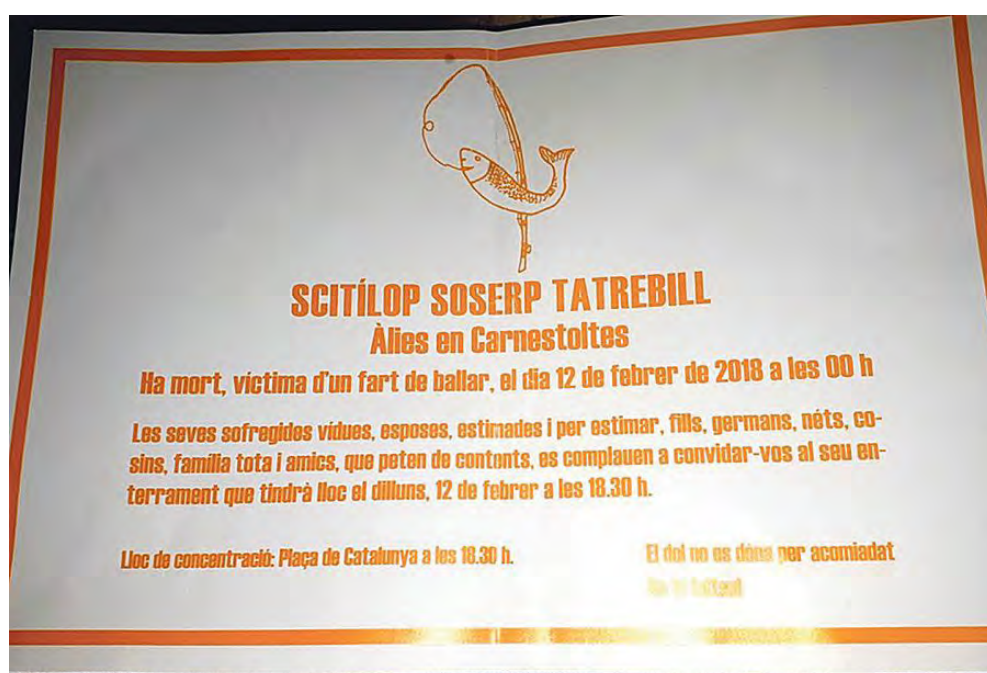 SCITÍLOP SOSERP TATREBILL
Àlies en Carnestoltes
Ha mort, víctima d'un fart de ballar, el dia 12 de febrer de 2018 a les 00 h
Les seves sofregides vídues, esposes, estimades i per estimar, fills, germans, néts, co-
sins, família tota i amics, que peten de contents, es complauen a convidar-vos al seu en-
terrament que tindrà lloc el dilluns, 12 de febrer a les 18.30 h.
Lloc de concentració: Plaça de Catalunya a les 18.30 h.
El dol no es dóna per acomiadat